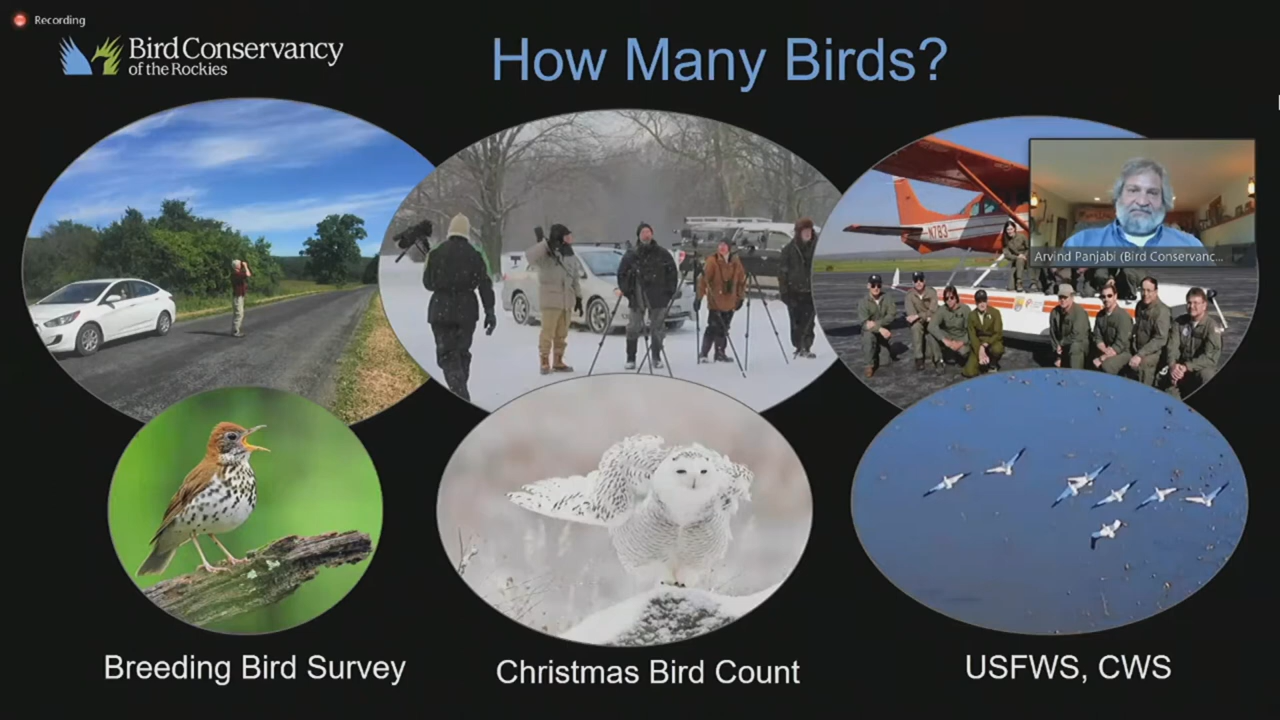 Recording
Bird Conservancy
of the Rockies
How Many Birds?
N783
Arvind Panjabi (Bird Conservanc...
Breeding Bird Survey
Christmas Bird Count
USFWS, CWS